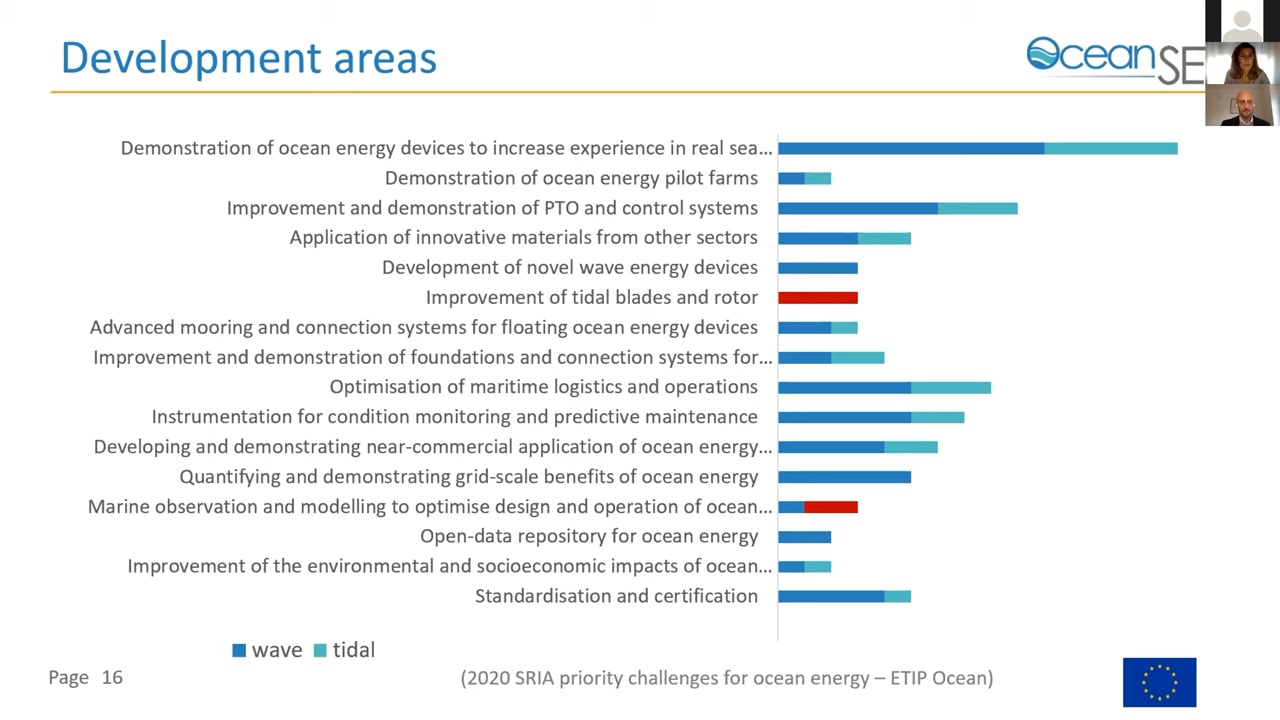 Development areas
Ocean SE
Demonstration of ocean energy devices to increase experience in real sea...
Demonstration of ocean energy pilot farms
Improvement and demonstration of PTO and control systems
Application of innovative materials from other sectors
Development of novel wave energy devices
Improvement of tidal blades and rotor
Advanced mooring and connection systems for floating ocean energy devices
Improvement and demonstration of foundations and connection systems for...
Optimisation of maritime logistics and operations
Instrumentation for condition monitoring and predictive maintenance
Developing and demonstrating near-commercial application of ocean energy...
Quantifying and demonstrating grid-scale benefits of ocean energy
Marine observation and modelling to optimise design and operation of ocean...
Open-data repository for ocean energy
Improvement of the environmental and socioeconomic impacts of ocean...
Standardisation and certification
wave tidal
Page 16 (2020 SRIA priority challenges for ocean energy – ETIP Ocean)